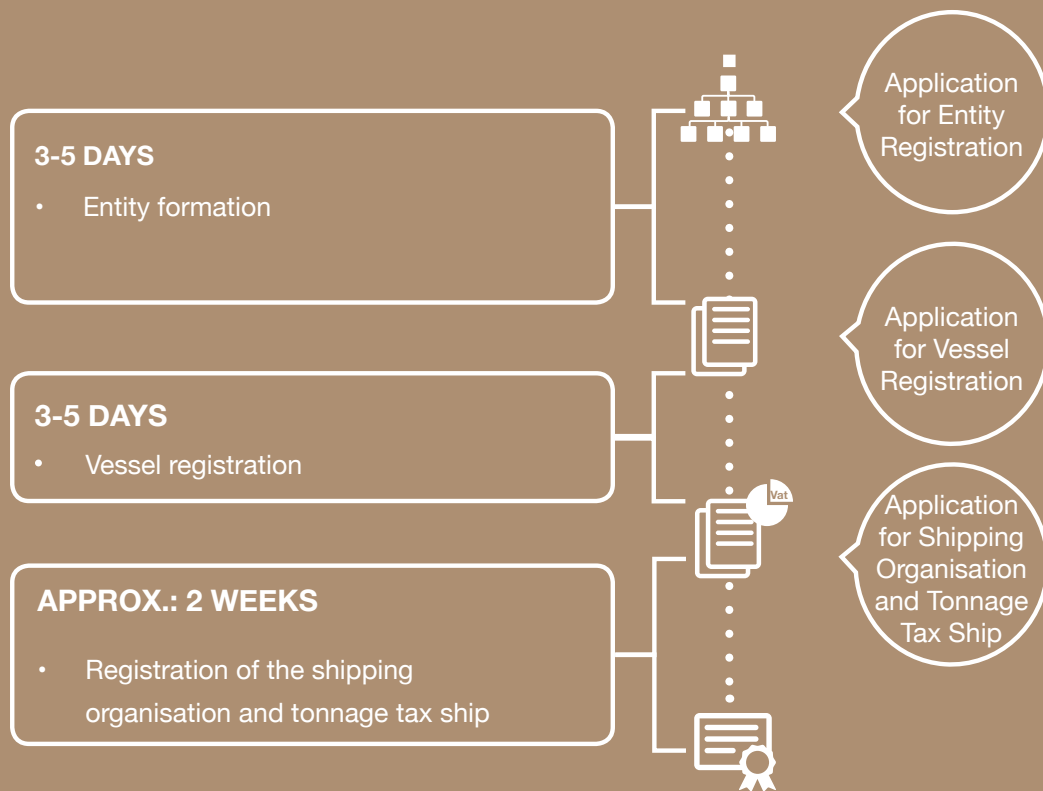 Application
for Entity
Registration
3-5 DAYS
• Entity formation
Application
for Vessel
Registration
3-5 DAYS
• Vessel registration
Vat
Application
for Shipping
Organisation
and Tonnage
Tax Ship
APPROX.: 2 WEEKS
• Registration of the shipping
organisation and tonnage tax ship